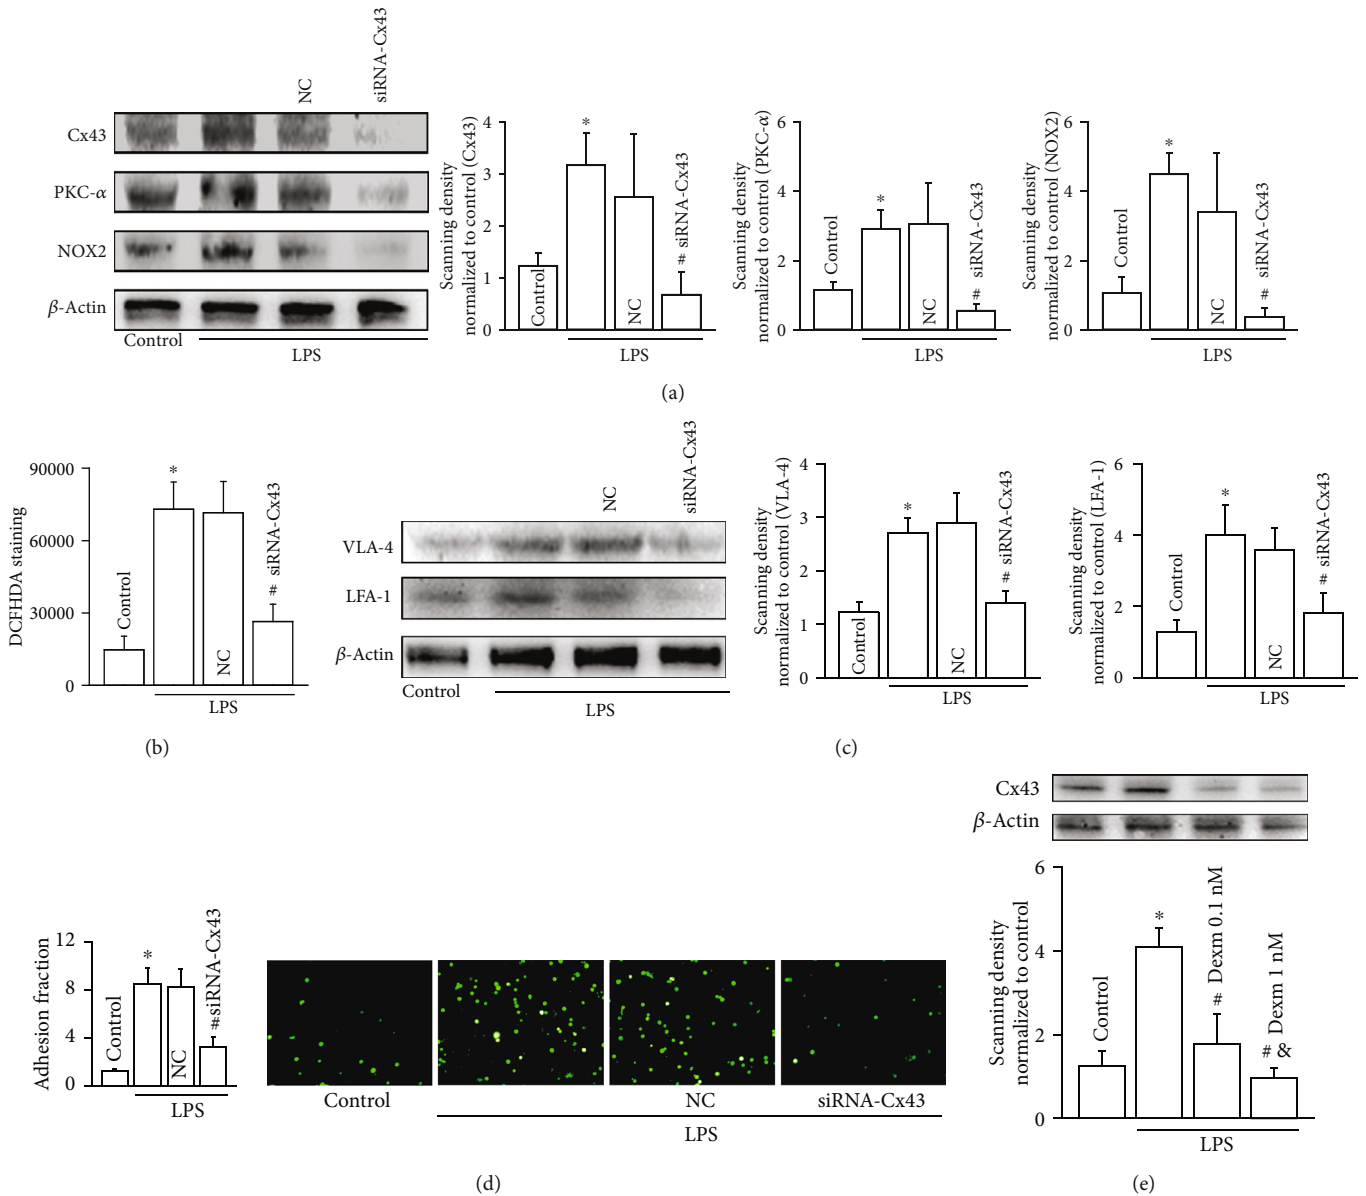 NC
siRNA-Cx43
Cx43
PKC-α
NOX2
β-Actin
Control
LPS
Scanning density
normalized to control (Cx43)
4
3
2
1
0
Control
*
NC
# siRNA-Cx43
LPS
Scanning density
normalized to control (PKC-α)
6
4
2
0
Control
*
NC
# siRNA-Cx43
LPS
Scanning density
normalized to control (NOX2)
6
4
2
0
Control
*
NC
# siRNA-Cx43
LPS
(a)
DCFHDA staining
90000
60000
30000
0
Control
*
NC
# siRNA-Cx43
LPS
(b)
NC
siRNA-Cx43
VLA-4
LFA-1
β-Actin
Control
LPS
Scanning density
normalized to control (VLA-4)
4
3
2
1
0
Control
*
NC
# siRNA-Cx43
LPS
Scanning density
normalized to control (LFA-1)
6
4
2
0
Control
*
NC
# siRNA-Cx43
LPS
(c)
Adhesion fraction
12
8
4
0
Control
*
NC
#siRNA-Cx43
LPS
Control
NC
siRNA-Cx43
LPS
(d)
Cx43
β-Actin
Scanning density
normalized to control
6
4
2
0
Control
*
# Dexm 0.1 nM
# & Dexm 1 nM
LPS
(e)